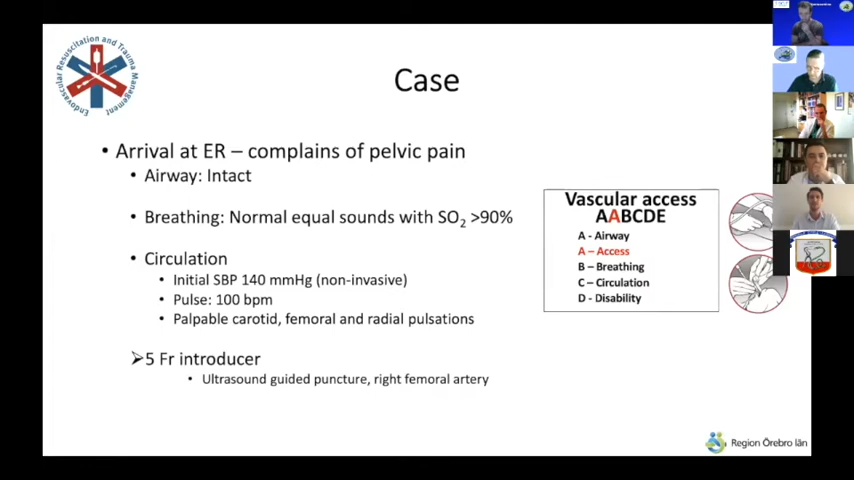 Endovascular Resuscitation and Trauma Management
Case
• Arrival at ER – complains of pelvic pain
• Airway: Intact
• Breathing: Normal equal sounds with SO₂ >90%
• Circulation
• Initial SBP 140 mmHg (non-invasive)
• Pulse: 100 bpm
• Palpable carotid, femoral and radial pulsations
➢5 Fr introducer
• Ultrasound guided puncture, right femoral artery
Vascular access
AABCDE
A - Airway
A – Access
B – Breathing
C – Circulation
D - Disability
Region Örebro län